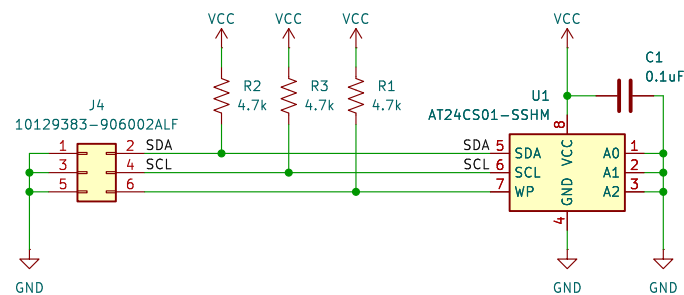 VCC VCC VCC VCC
C1
0.1uF
R2 R3 R1
4.7k 4.7k 4.7k
U1
AT24CS01-SSHM
J4
10129383-906002ALF
8
1 2 SDA SDA 5 SDA VCC A0 1
3 4 SCL SCL 6 SCL A1 2
5 6 7 WP GND A2 3
4
GND GND GND